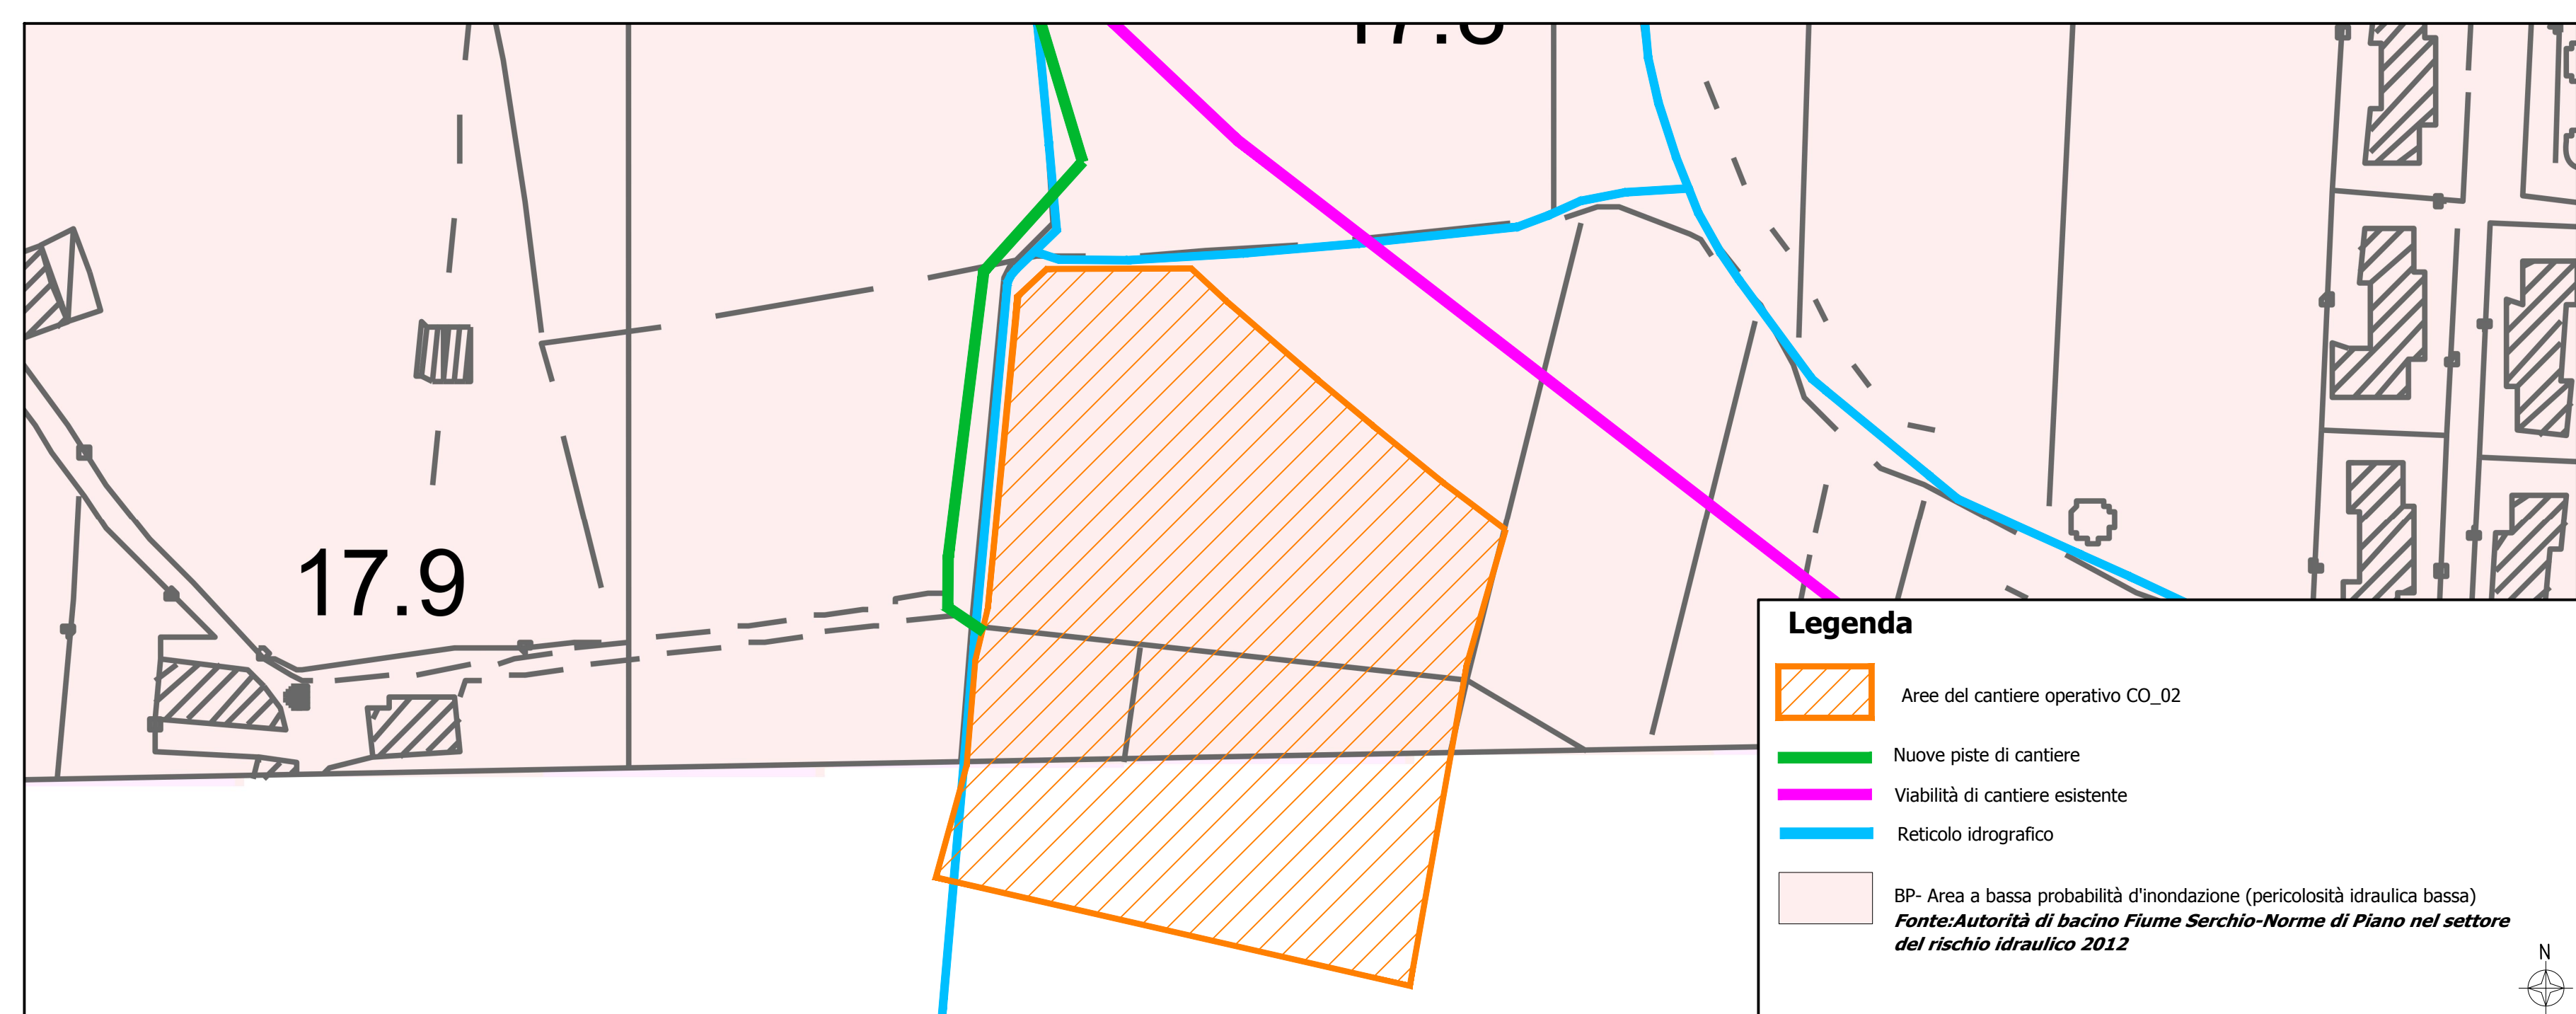 17.9
Legenda
Aree del cantiere operativo CO_02
Nuove piste di cantiere
Viabilità di cantiere esistente
Reticolo idrografico
BP- Area a bassa probabilità d'inondazione (pericolosità idraulica bassa)
Fonte:Autorità di bacino Fiume Serchio-Norme di Piano nel settore
del rischio idraulico 2012
N